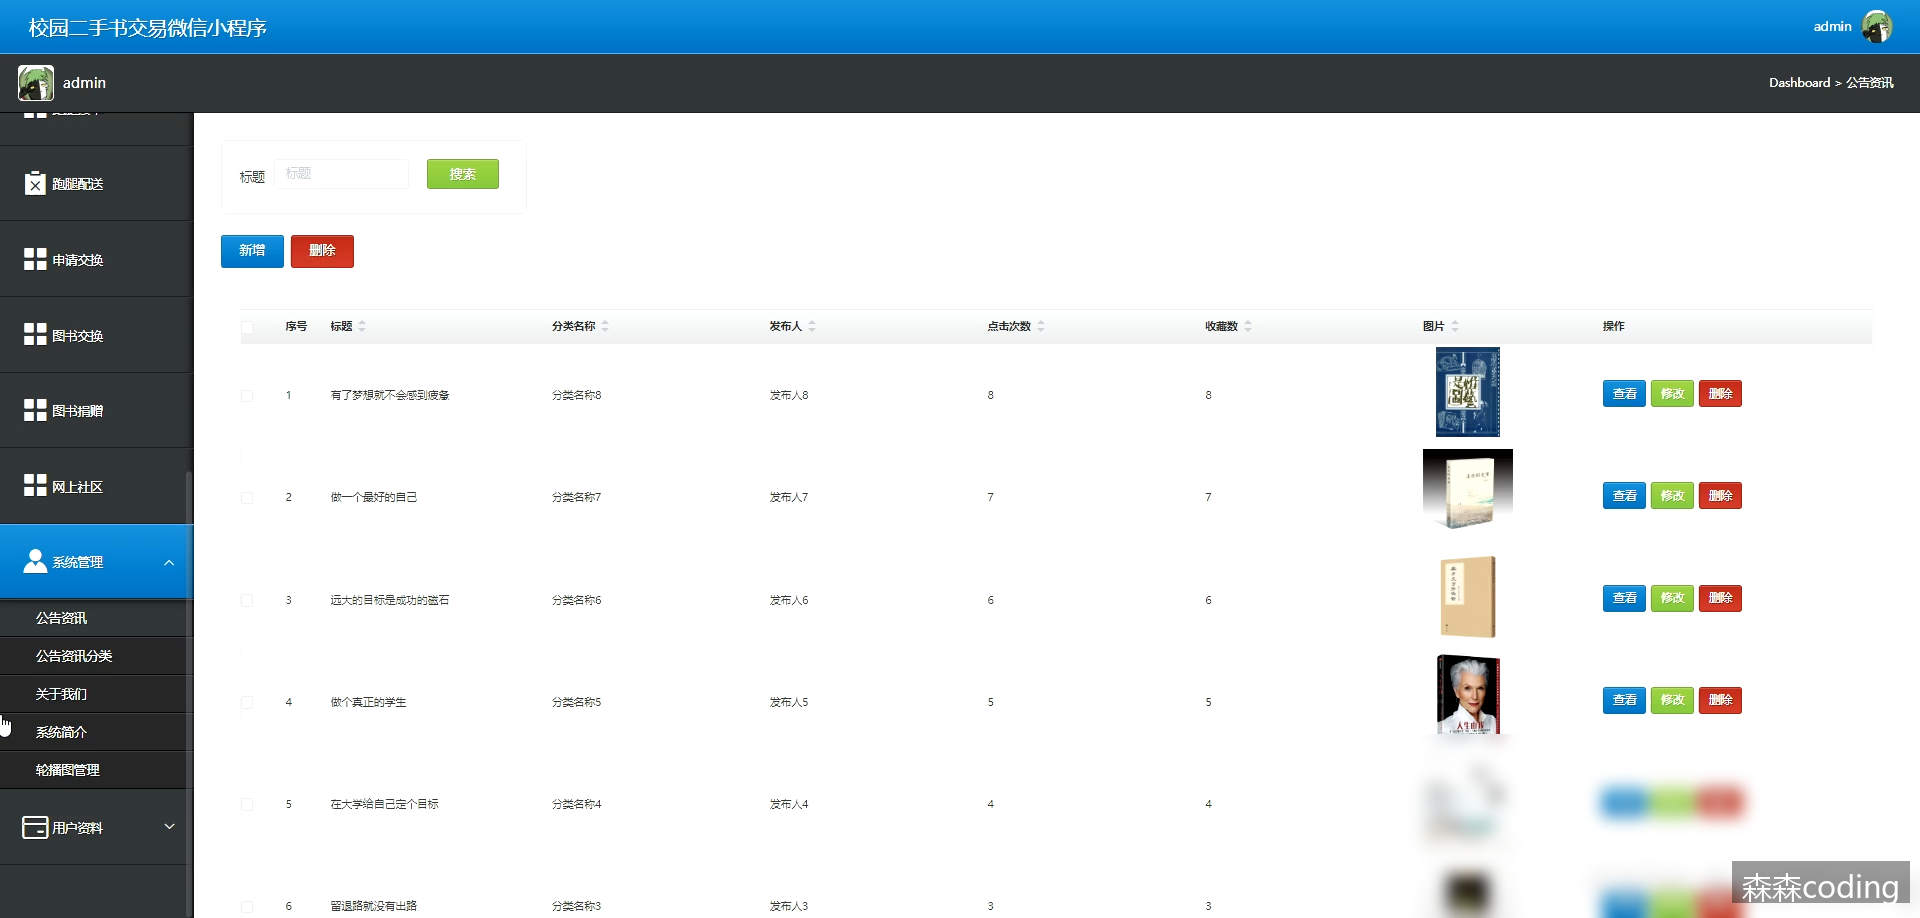 校园二手书交易微信小程序
admin
admin
Dashboard > 公告资讯
跑腿配送
申请交换
图书交换
图书捐赠
网上社区
系统管理
公告资讯
公告资讯分类
关于我们
系统简介
轮播图管理
用户资料
标题 标题 搜索
新增 删除
序号 标题 分类名称 发布人 点击次数 收藏数 图片 操作
1 有了梦想就不会感到疲惫 分类名称8 发布人8 8 8 查看 修改 删除
2 做一个最好的自己 分类名称7 发布人7 7 7 查看 修改 删除
3 远大的目标是成功的磁石 分类名称6 发布人6 6 6 查看 修改 删除
4 做个真正的学生 分类名称5 发布人5 5 5 查看 修改 删除
人生由我
5 在大学给自己定个目标 分类名称4 发布人4 4 4
6 留退路就没有出路 分类名称3 发布人3 3 3
森森coding